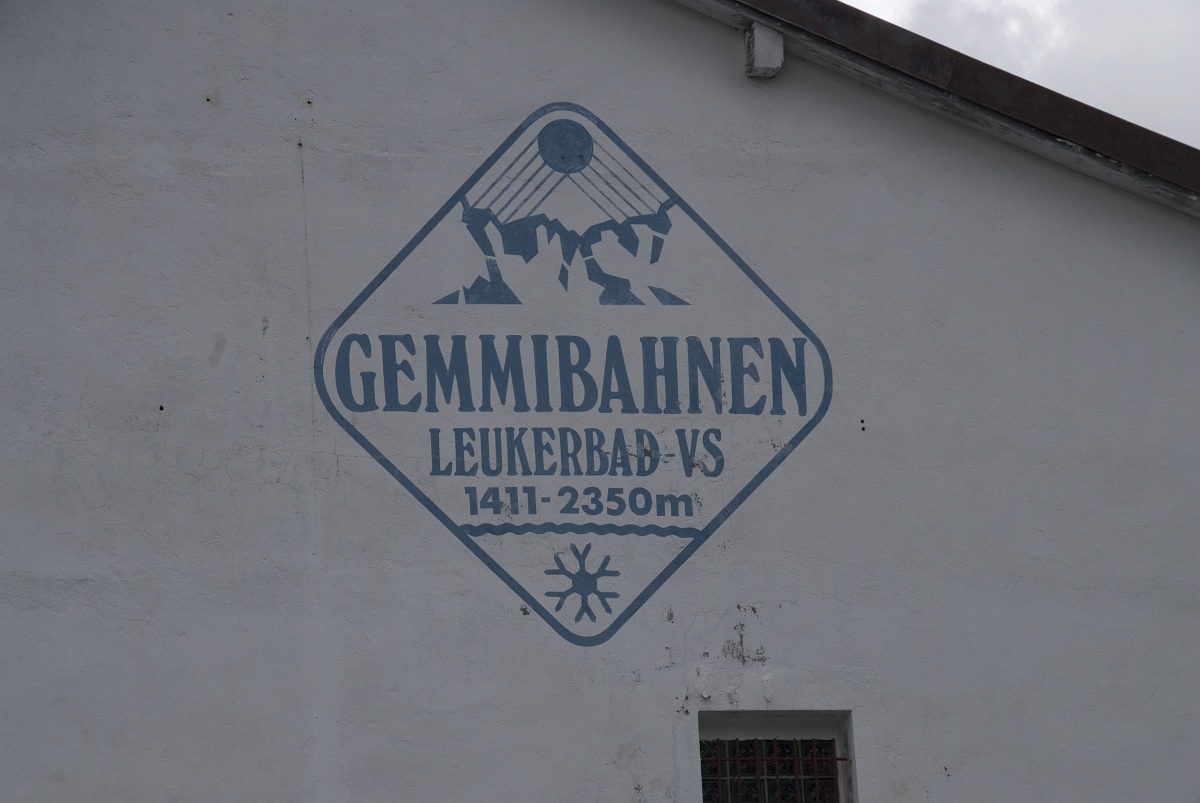 GEMMIBAHNEN
LEUKERBAD-VS
1411-2350m